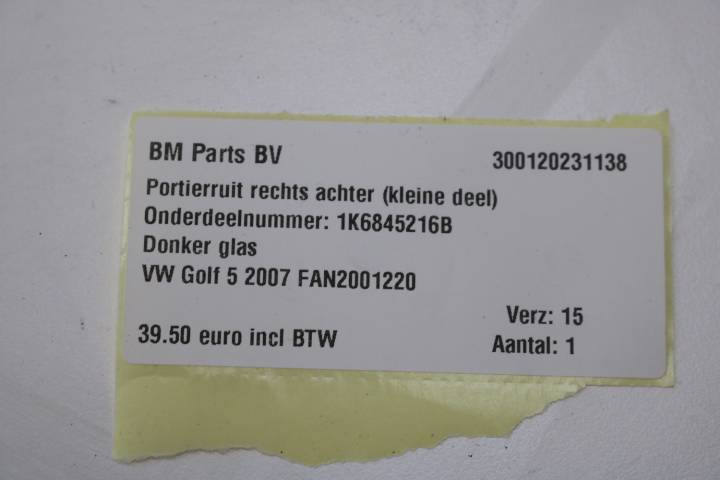 BM Parts BV 300120231138
Portierruit rechts achter (kleine deel)
Onderdeelnummer: 1K6845216B
Donker glas
VW Golf 5 2007 FAN2001220
Verz: 15
39.50 euro incl BTW Aantal: 1